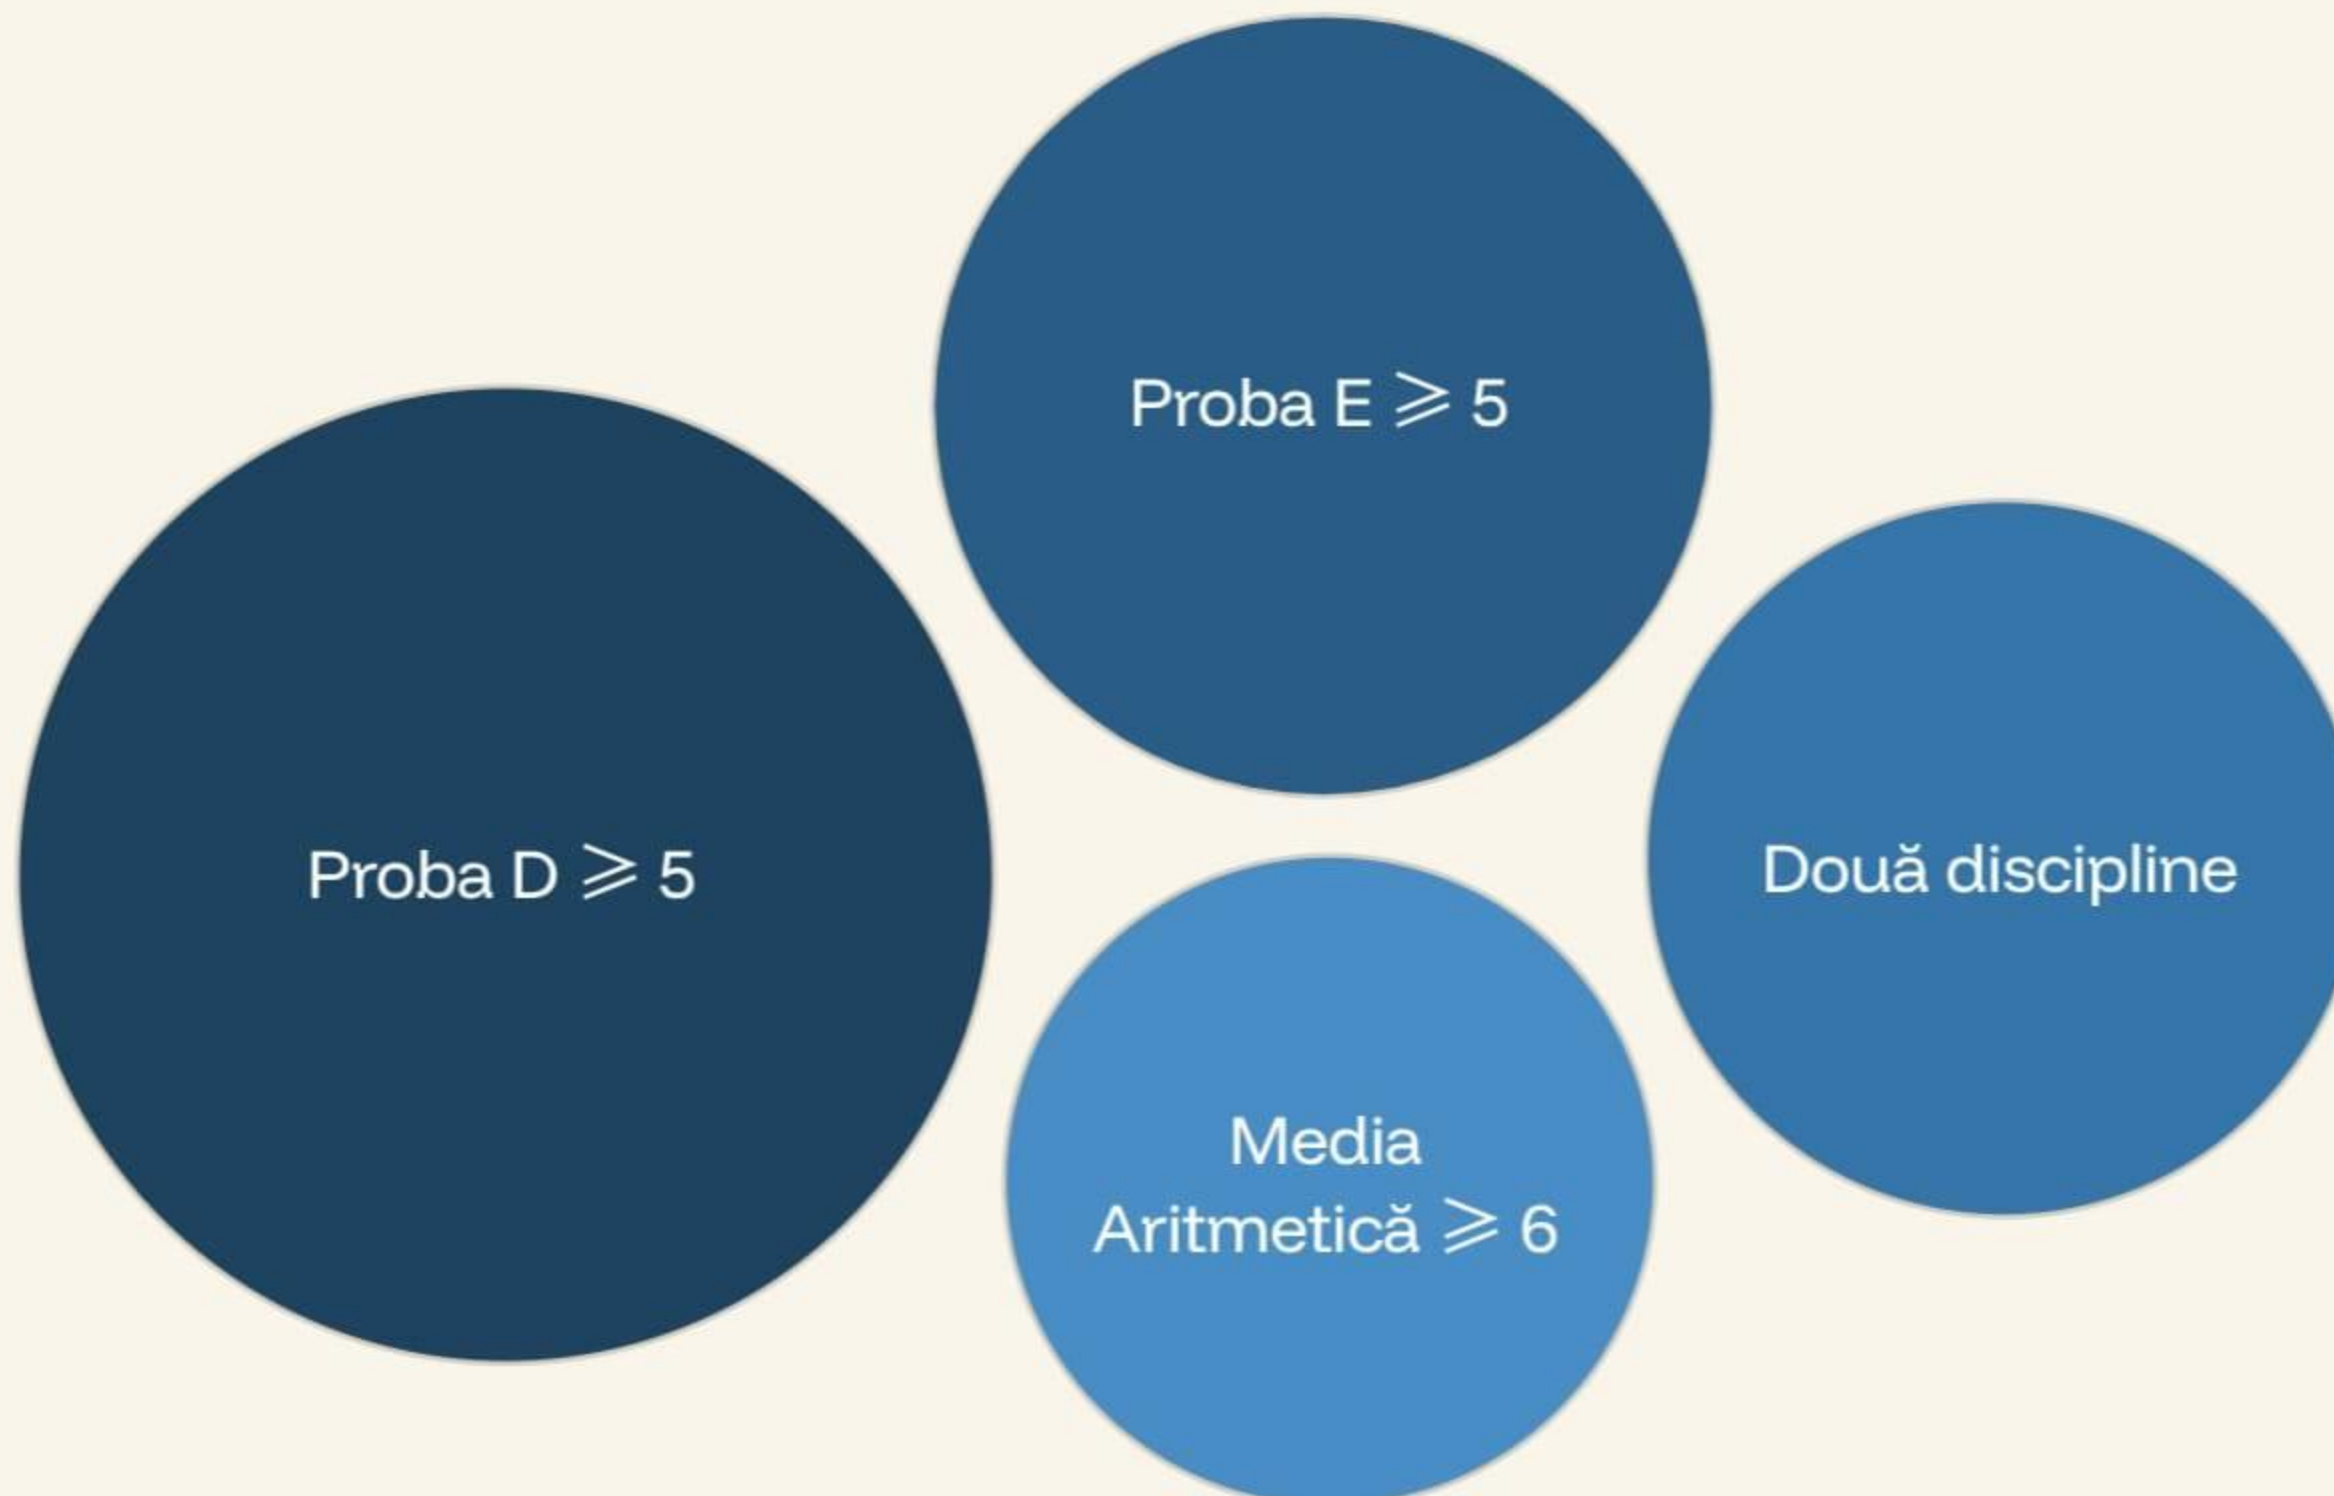 Proba E ⩾ 5
Proba D ⩾ 5
Două discipline
Media
Aritmetică ⩾ 6